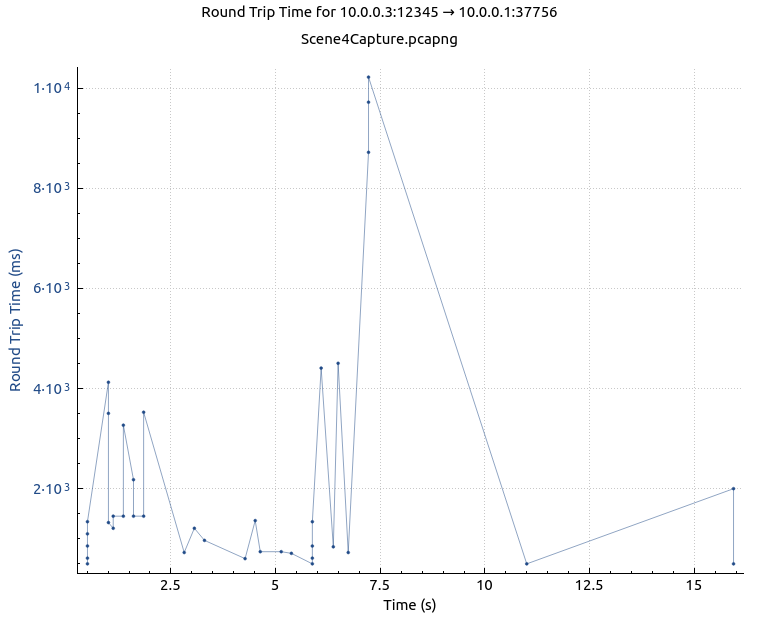 Round Trip Time for 10.0.0.3:12345 → 10.0.0.1:37756
Scene4Capture.pcapng
1·10⁴
8·10³
6·10³
4·10³
2·10³
Round Trip Time (ms)
2.5 5 7.5 10 12.5 15
Time (s)